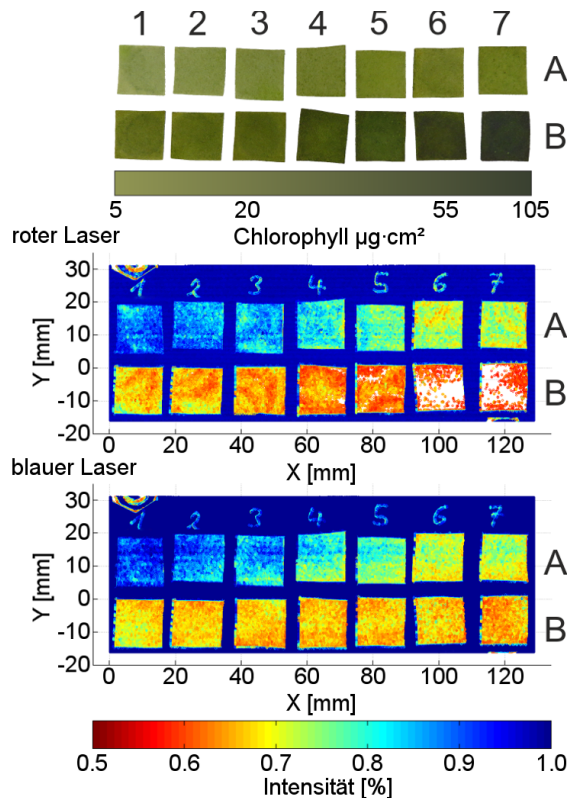 1 2 3 4 5 6 7
A
B
5 20 55 105
Chlorophyll µg·cm²
roter Laser
30
20
10
0
-10
-20
Y [mm]
1 2 3 4 5 6 7
A
B
0 20 40 60 80 100 120
X [mm]
blauer Laser
30
20
10
0
-10
-20
Y [mm]
1 2 3 4 5 6 7
A
B
0 20 40 60 80 100 120
X [mm]
0.5 0.6 0.7 0.8 0.9 1.0
Intensität [%]